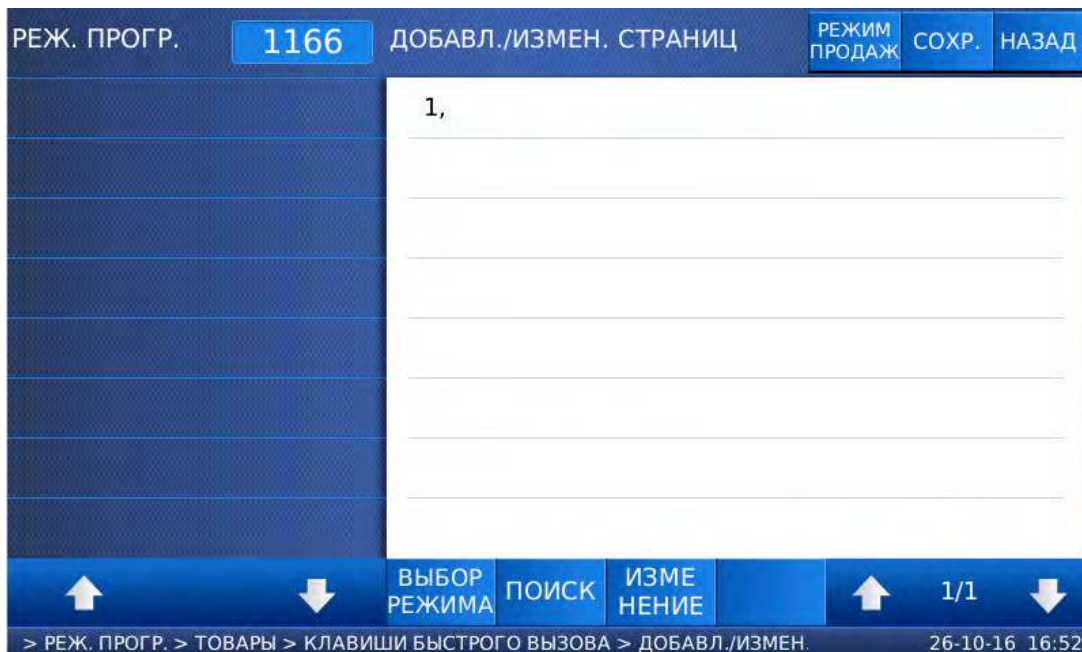 РЕЖ. ПРОГР.
1166
ДОБАВЛ./ИЗМЕН. СТРАНИЦ
РЕЖИМ
ПРОДАЖ
СОХР.
НАЗАД
1,
ВЫБОР
РЕЖИМА
ПОИСК
ИЗМЕ
НЕНИЕ
1/1
> РЕЖ. ПРОГР. > ТОВАРЫ > КЛАВИШИ БЫСТРОГО ВЫЗОВА > ДОБАВЛ./ИЗМЕН.
26-10-16 16:52